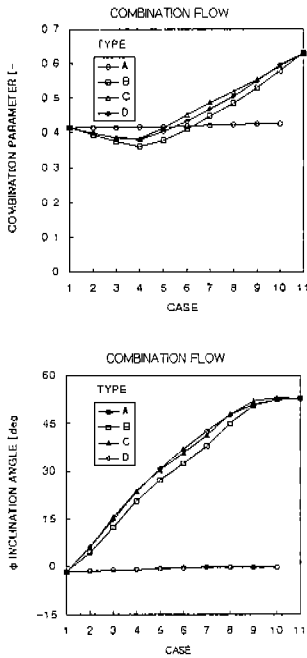 COMBINATION FLOW
COMBINATION PARAMETER [-
0.7
0.6
0.5
0.4
0.3
0.2
0.1
0
TYPE
A
B
C
D
1 2 3 4 5 6 7 8 9 10 11
CASE
COMBINATION FLOW
ϕ INCLINATION ANGLE [deg
60
45
30
15
0
-15
TYPE
A
B
C
D
1 2 3 4 5 6 7 8 9 10 11
CASE